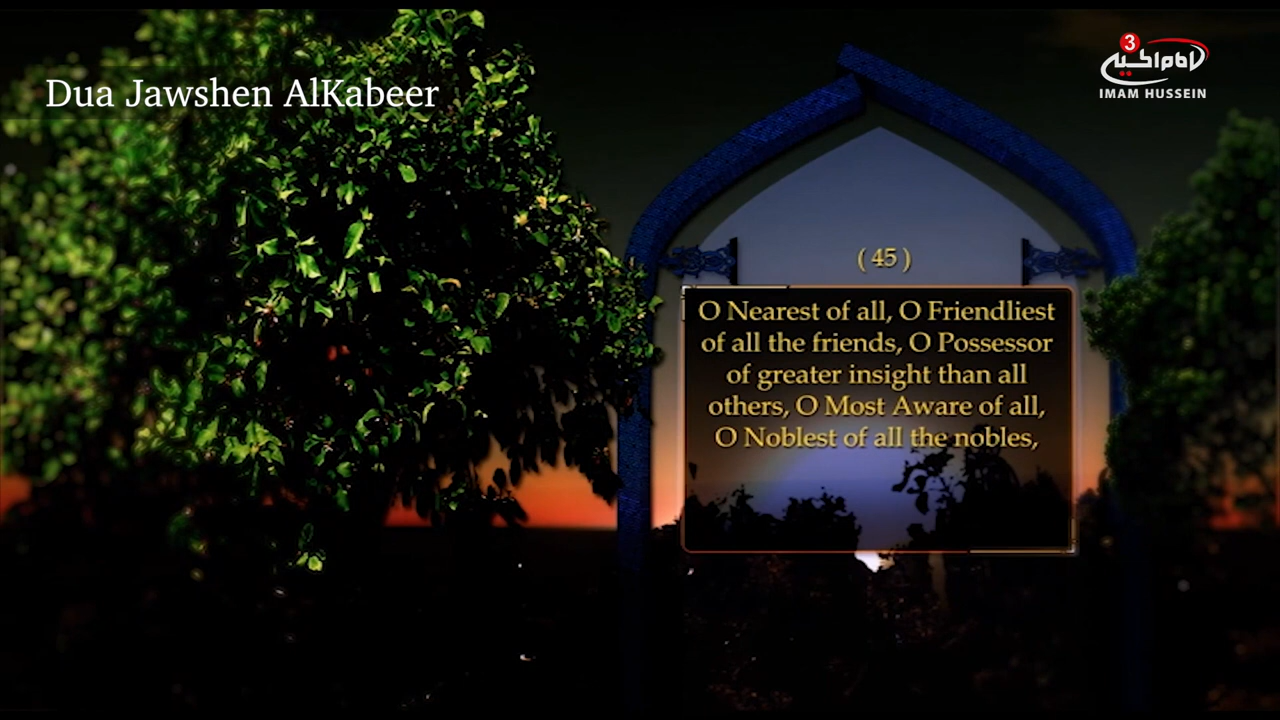 Dua Jawshen AlKabeer
3
IMAM HUSSEIN
( 45 )
O Nearest of all, O Friendliest
of all the friends, O Possessor
of greater insight than all
others, O Most Aware of all,
O Noblest of all the nobles,